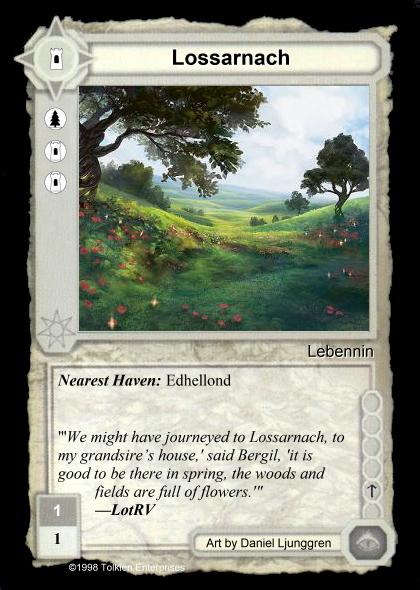 Lossarnach
Lebennin
Nearest Haven: Edhellond
"'We might have journeyed to Lossarnach, to
my grandsire's house,' said Bergil, 'it is
good to be there in spring, the woods and
fields are full of flowers.'"
—LotRV
1
1
Art by Daniel Ljunggren
©1998 Tolkien Enterprises